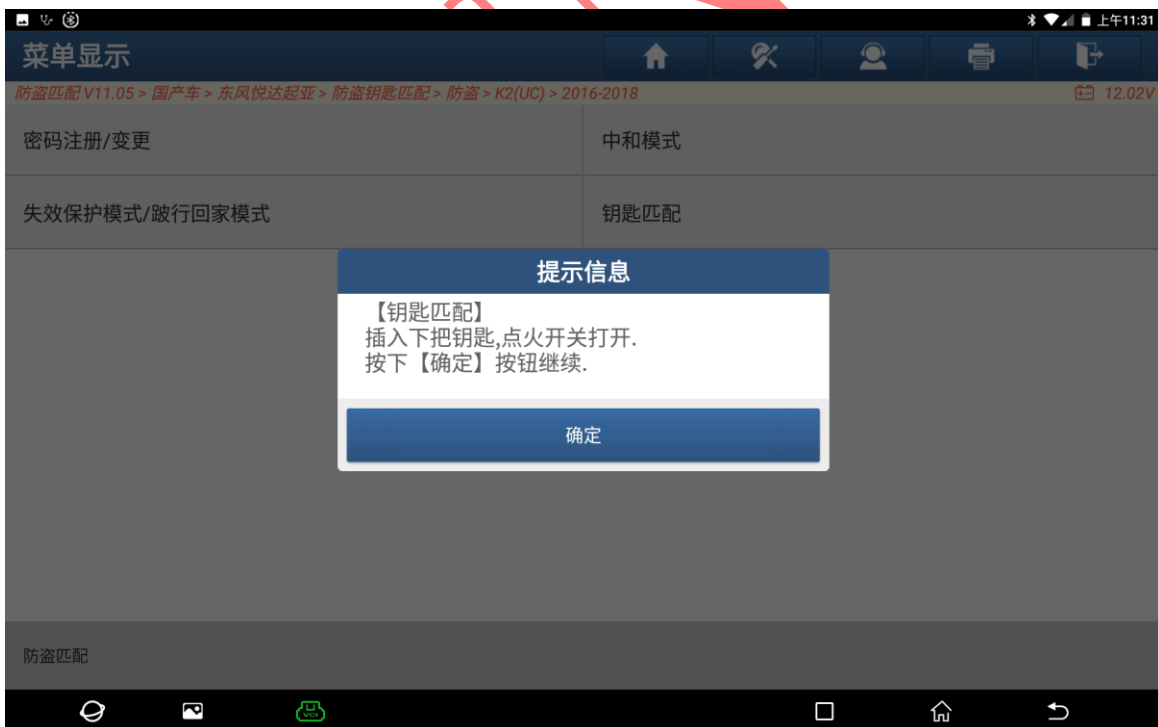 上午11:31
菜单显示
防盗匹配 V11.05 > 国产车 > 东风悦达起亚 > 防盗钥匙匹配 > 防盗 > K2(UC) > 2016-2018
12.02V
密码注册/变更
中和模式
失效保护模式/跛行回家模式
钥匙匹配
提示信息
【钥匙匹配】
插入下把钥匙,点火开关打开.
按下【确定】按钮继续.
确定
防盗匹配
VCI